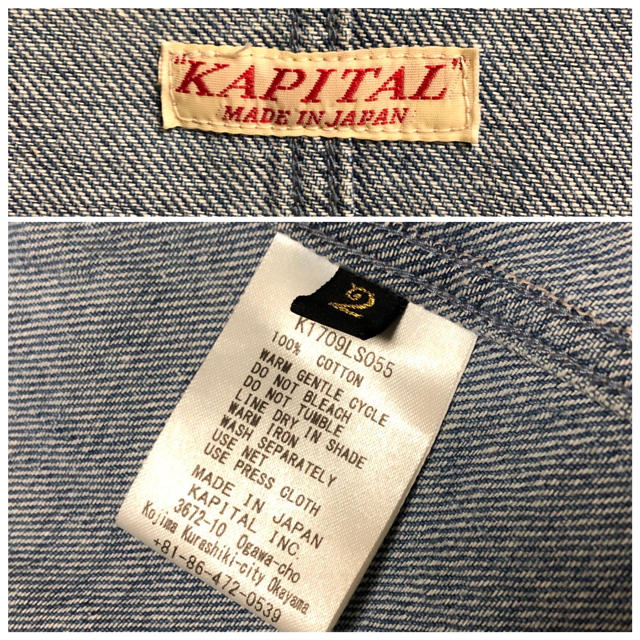 "KAPITAL"
MADE IN JAPAN
2
K1709LS055
100% COTTON
WARM GENTLE CYCLE
DO NOT BLEACH
DO NOT TUMBLE
LINE DRY IN SHADE
WARM IRON
WASH SEPARATELY
USE NET
USE PRESS CLOTH
MADE IN JAPAN
KAPITAL INC
3672-10 Ogawa-cho
Kojima Kurashiki-city Okayama
+81-86-472-0539